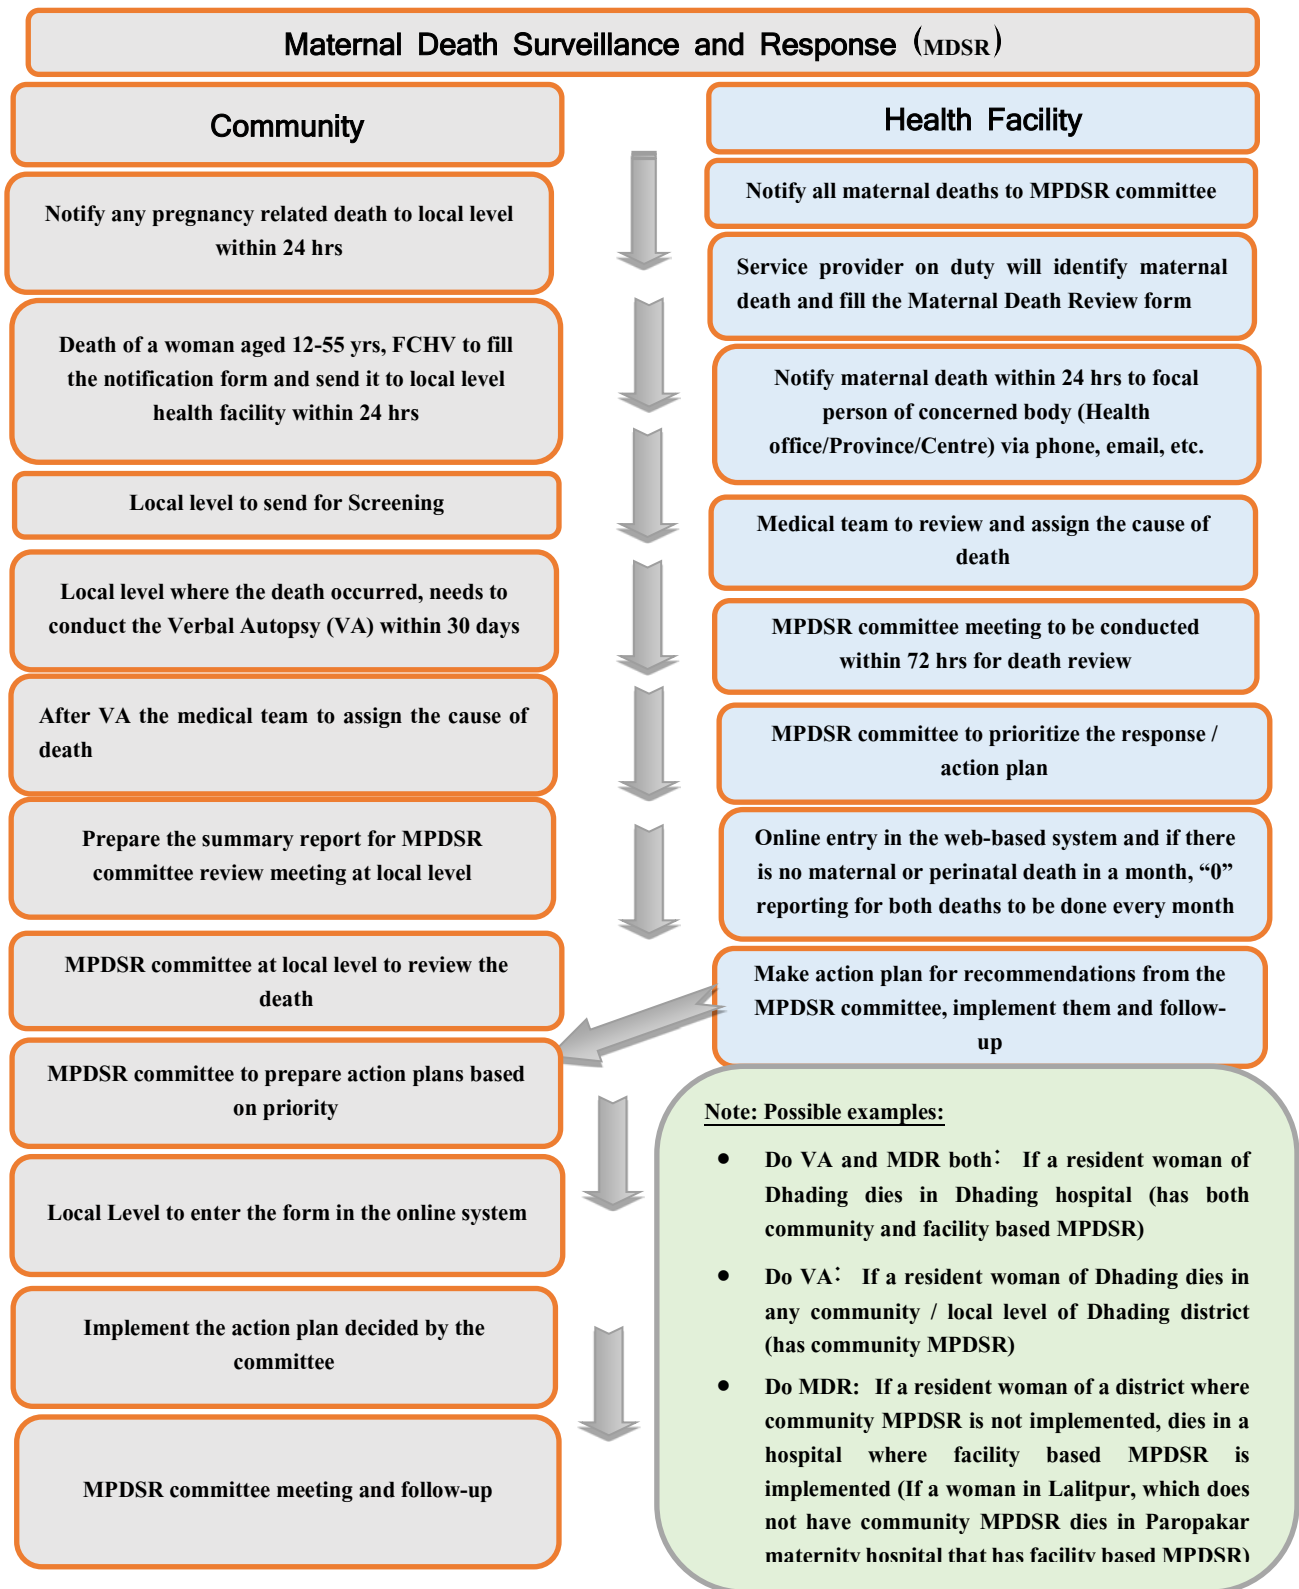 Maternal Death Surveillance and Response (MDSR)
Community
Notify any pregnancy related death to local level
within 24 hrs
Death of a woman aged 12-55 yrs, FCHV to fill
the notification form and send it to local level
health facility within 24 hrs
Local level to send for Screening
Local level where the death occurred, needs to
conduct the Verbal Autopsy (VA) within 30 days
After VA the medical team to assign the cause of
death
Prepare the summary report for MPDSR
committee review meeting at local level
MPDSR committee at local level to review the
death
MPDSR committee to prepare action plans based
on priority
Local Level to enter the form in the online system
Implement the action plan decided by the
committee
MPDSR committee meeting and follow-up
Health Facility
Notify all maternal deaths to MPDSR committee
Service provider on duty will identify maternal
death and fill the Maternal Death Review form
Notify maternal death within 24 hrs to focal
person of concerned body (Health
office/Province/Centre) via phone, email, etc.
Medical team to review and assign the cause of
death
MPDSR committee meeting to be conducted
within 72 hrs for death review
MPDSR committee to prioritize the response /
action plan
Online entry in the web-based system and if there
is no maternal or perinatal death in a month, “0”
reporting for both deaths to be done every month
Make action plan for recommendations from the
MPDSR committee, implement them and follow-
up
Note: Possible examples:
• Do VA and MDR both: If a resident woman of
Dhading dies in Dhading hospital (has both
community and facility based MPDSR)
• Do VA: If a resident woman of Dhading dies in
any community / local level of Dhading district
(has community MPDSR)
• Do MDR: If a resident woman of a district where
community MPDSR is not implemented, dies in a
hospital where facility based MPDSR is
implemented (If a woman in Lalitpur, which does
not have community MPDSR dies in Paropakar
maternity hospital that has facility based MPDSR)